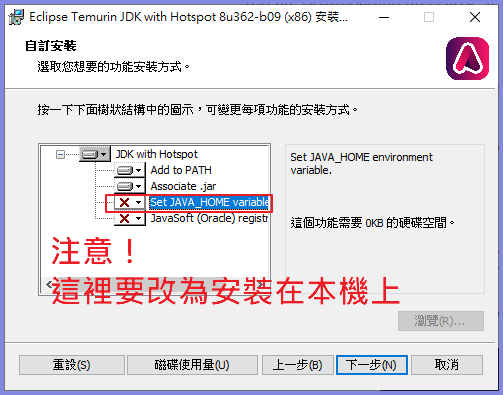 Eclipse Temurin JDK with Hotspot 8u362-b09 (x86) 安裝...
自訂安裝
選取您想要的功能安裝方式。
按一下下面樹狀結構中的圖示，可變更每項功能的安裝方式。
JDK with Hotspot
Add to PATH
Associate .jar
Set JAVA_HOME variable
JavaSoft (Oracle) registr
Set JAVA_HOME environment
variable.
這個功能需要 0KB 的硬碟空間。
注意！
這裡要改為安裝在本機上
瀏覽(R)...
重設(S)
磁碟使用量(U)
上一步(B)
下一步(N)
取消